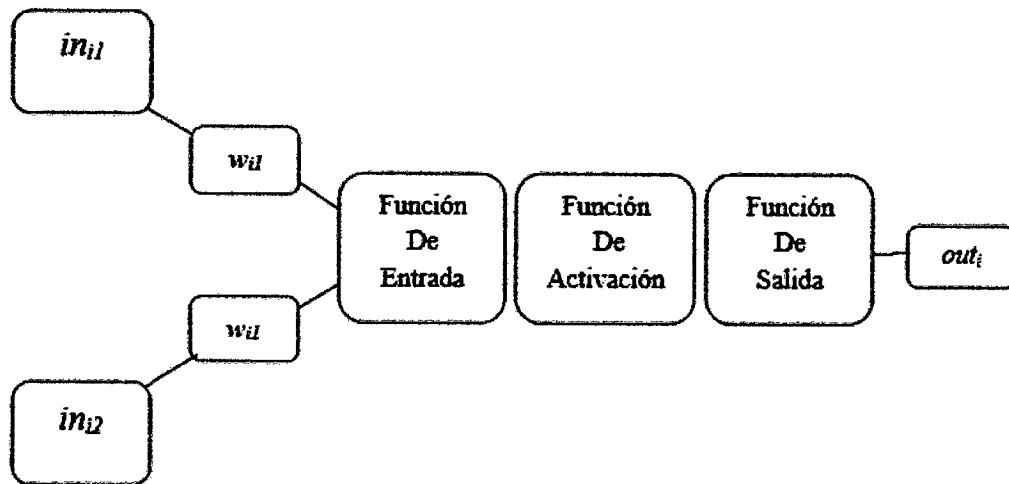 in_i1
w_i1
Función
De
Entrada
Función
De
Activación
Función
De
Salida
out_i
w_i1
in_i2